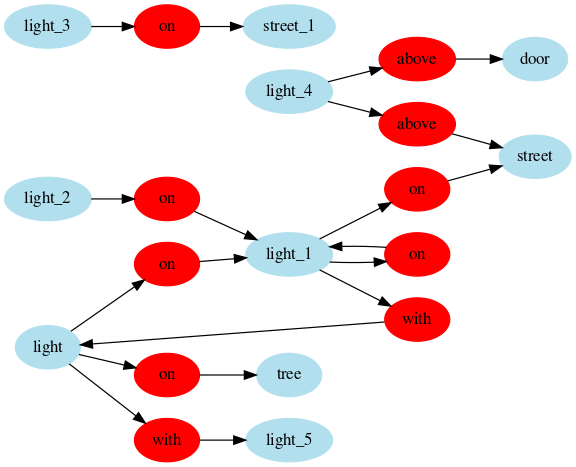 light_3 on street_1
light_4 above door
above
street
light_2 on on
light_1 on
on
with
light
on tree
with light_5